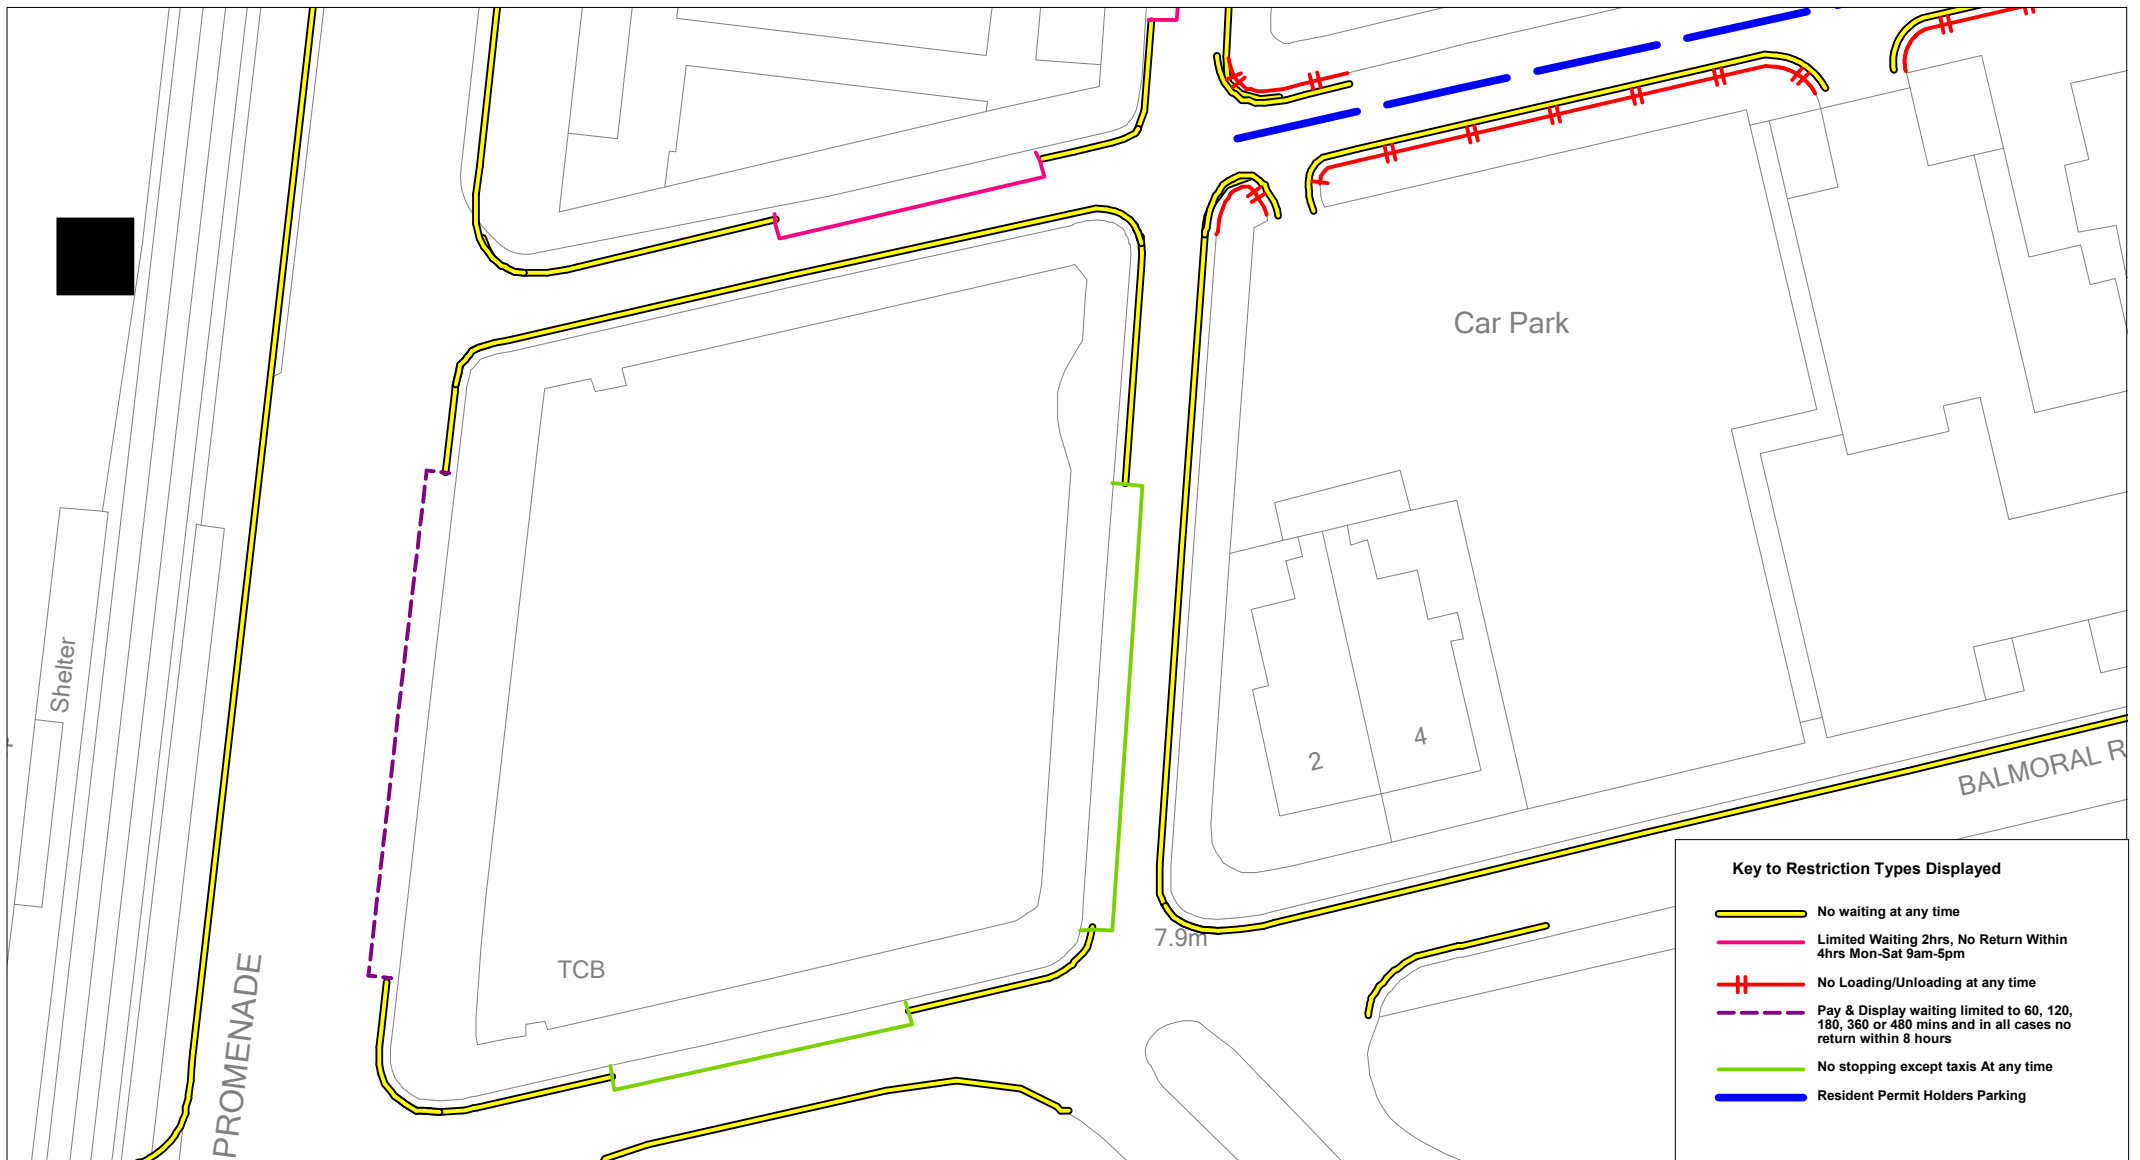 Car Park
Shelter
2
4
BALMORAL R
7.9m
TCB
PROMENADE
Key to Restriction Types Displayed
No waiting at any time
Limited Waiting 2hrs, No Return Within
4hrs Mon-Sat 9am-5pm
No Loading/Unloading at any time
Pay & Display waiting limited to 60, 120,
180, 360 or 480 mins and in all cases no
return within 8 hours
No stopping except taxis At any time
Resident Permit Holders Parking